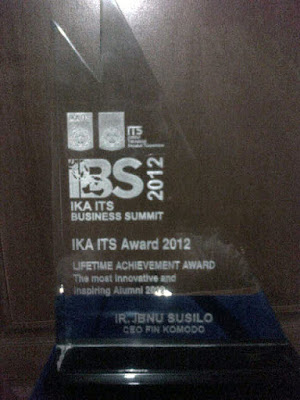 ITS
IBS
2012
IKA ITS
BUSINESS SUMMIT
IKA ITS Award 2012
LIFETIME ACHIEVEMENT AWARD
The most innovative and
inspiring Alumni
IR. JBNU SUSILO
CEO FIN KOMODO